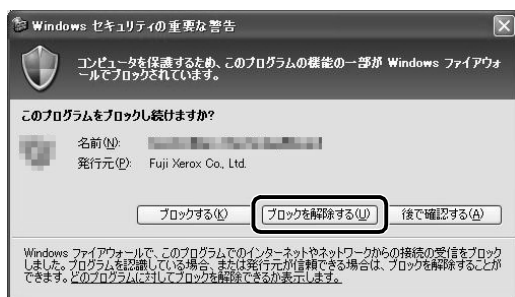 Windows セキュリティの重要な警告
コンピュータを保護するため、このプログラムの機能の一部が Windows ファイアウォ
ールでブロックされています。
このプログラムをブロックし続けますか?
名前(N):
発行元(P): Fuji Xerox Co., Ltd.
ブロックする(K) ブロックを解除する(U) 後で確認する(A)
Windows ファイアウォールで、このプログラムでのインターネットやネットワークからの接続の受信をブロック
しました。プログラムを認識している場合、または発行元が信頼できる場合は、ブロックを解除することが
できます。どのプログラムに対してブロックを解除できるか表示します。